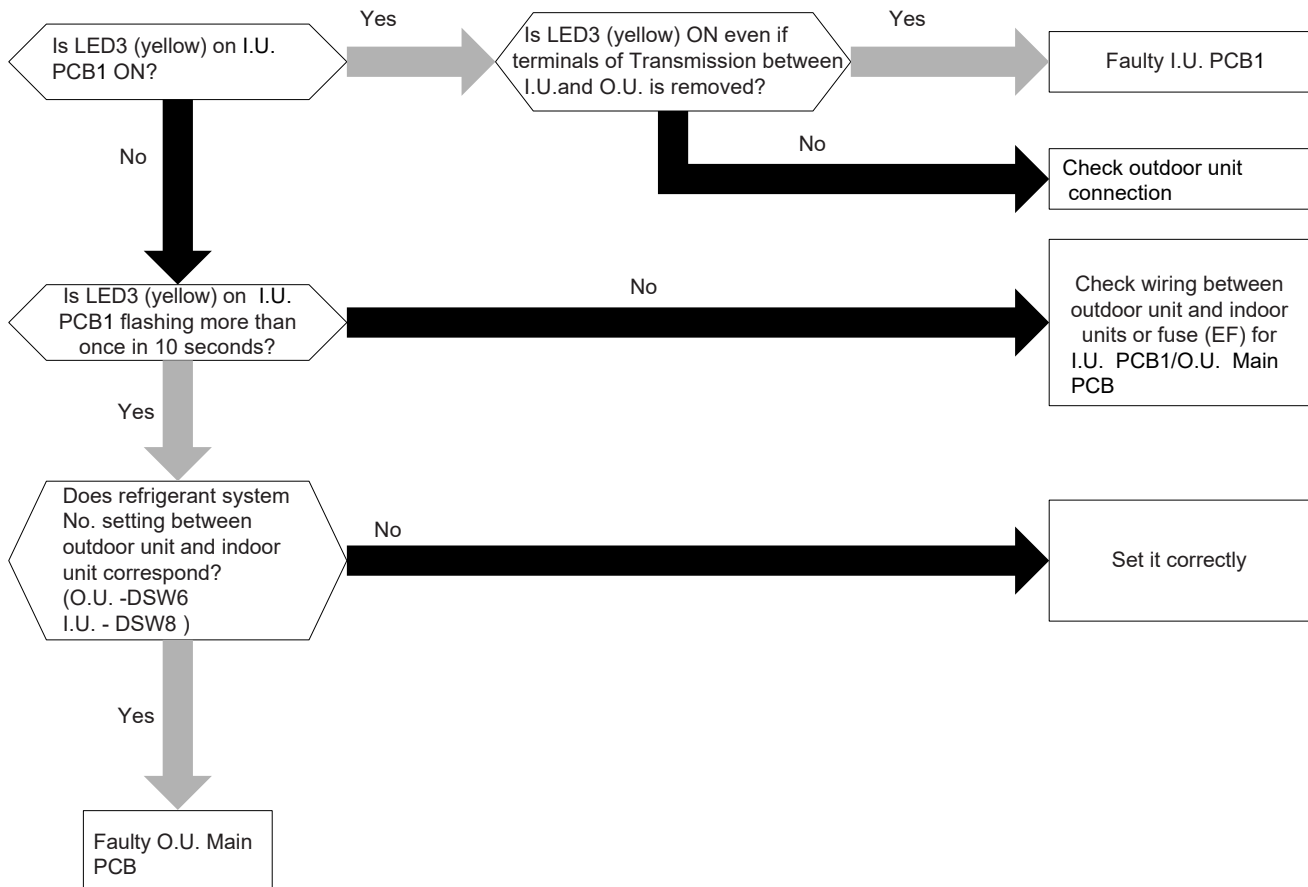 Is LED3 (yellow) on I.U.
PCB1 ON?
Yes
Is LED3 (yellow) ON even if
terminals of Transmission between
I.U.and O.U. is removed?
Yes
Faulty I.U. PCB1
No
No
Check outdoor unit
connection
Is LED3 (yellow) on I.U.
PCB1 flashing more than
once in 10 seconds?
No
Check wiring between
outdoor unit and indoor
units or fuse (EF) for
I.U. PCB1/O.U. Main
PCB
Yes
Does refrigerant system
No. setting between
outdoor unit and indoor
unit correspond?
(O.U. -DSW6
I.U. - DSW8 )
No
Set it correctly
Yes
Faulty O.U. Main
PCB